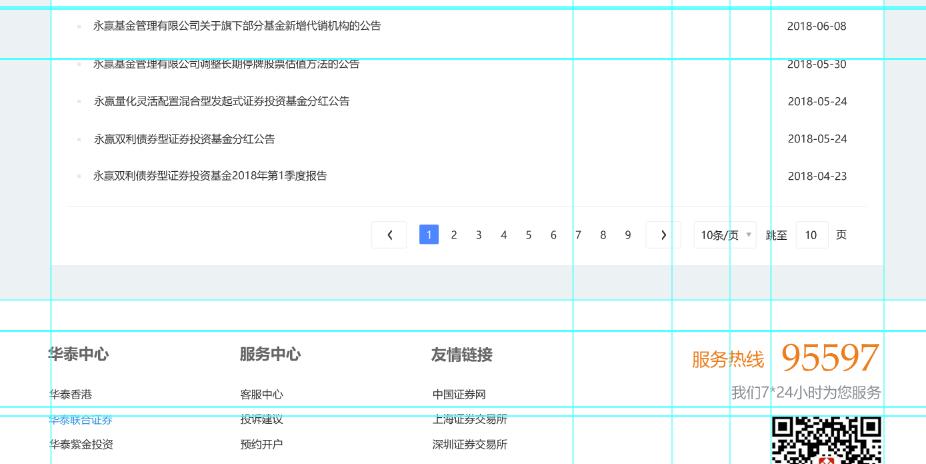 永赢基金管理有限公司关于旗下部分基金新增代销机构的公告 2018-06-08
永赢基金管理有限公司调整长期停牌股票估值方法的公告 2018-05-30
永赢量化灵活配置混合型发起式证券投资基金分红公告 2018-05-24
永赢双利债券型证券投资基金分红公告 2018-05-24
永赢双利债券型证券投资基金2018年第1季度报告 2018-04-23
1 2 3 4 5 6 7 8 9 10条/页 跳至 10 页
华泰中心 服务中心 友情链接 服务热线 95597
我们7*24小时为您服务
华泰香港 客服中心 中国证券网
华泰联合证券 投诉建议 上海证券交易所
华泰紫金投资 预约开户 深圳证券交易所